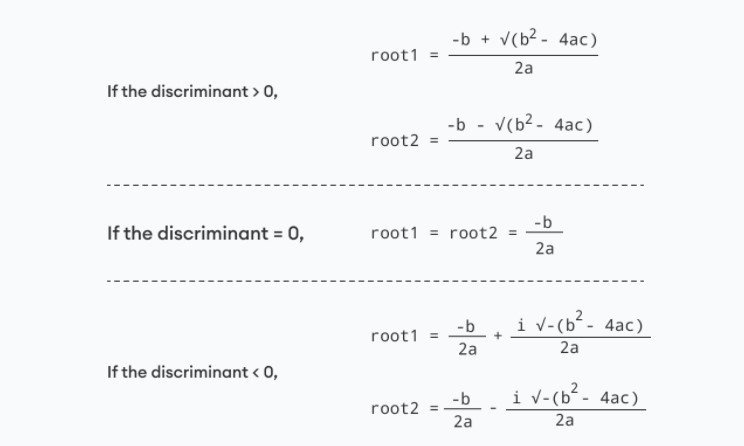 root1 = -b + √(b² - 4ac) / 2a
If the discriminant > 0,
root2 = -b - √(b² - 4ac) / 2a
If the discriminant = 0, root1 = root2 = -b / 2a
root1 = -b / 2a + i √-(b² - 4ac) / 2a
If the discriminant < 0,
root2 = -b / 2a - i √-(b² - 4ac) / 2a